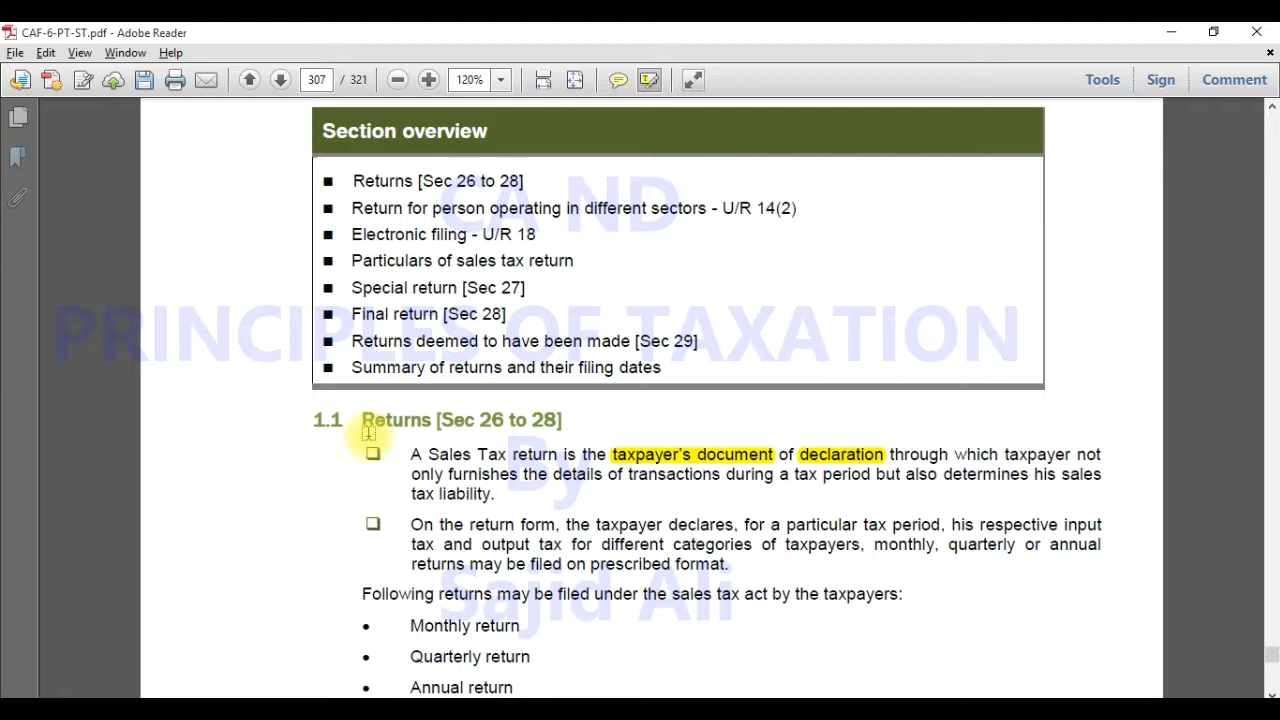 CAF-6-PT-ST.pdf - Adobe Reader
File Edit View Window Help
307 / 321 120% Tools Sign Comment
Section overview
■ Returns [Sec 26 to 28]
■ Return for person operating in different sectors - U/R 14(2)
■ Electronic filing - U/R 18
■ Particulars of sales tax return
■ Special return [Sec 27]
■ Final return [Sec 28]
■ Returns deemed to have been made [Sec 29]
■ Summary of returns and their filing dates
CA ND
PRINCIPLES OF TAXATION
By
Sajid Ali
1.1 Returns [Sec 26 to 28]
❑ A Sales Tax return is the taxpayer's document of declaration through which taxpayer not
only furnishes the details of transactions during a tax period but also determines his sales
tax liability.
❑ On the return form, the taxpayer declares, for a particular tax period, his respective input
tax and output tax for different categories of taxpayers, monthly, quarterly or annual
returns may be filed on prescribed format.
Following returns may be filed under the sales tax act by the taxpayers:
• Monthly return
• Quarterly return
• Annual return